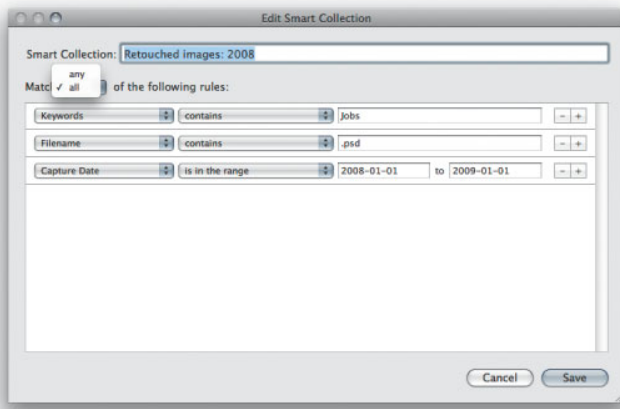 Edit Smart Collection
Smart Collection: Retouched images: 2008
any
Matc ✓ all of the following rules:
Keywords contains Jobs - +
Filename contains .psd - +
Capture Date is in the range 2008-01-01 to 2009-01-01 - +
Cancel Save